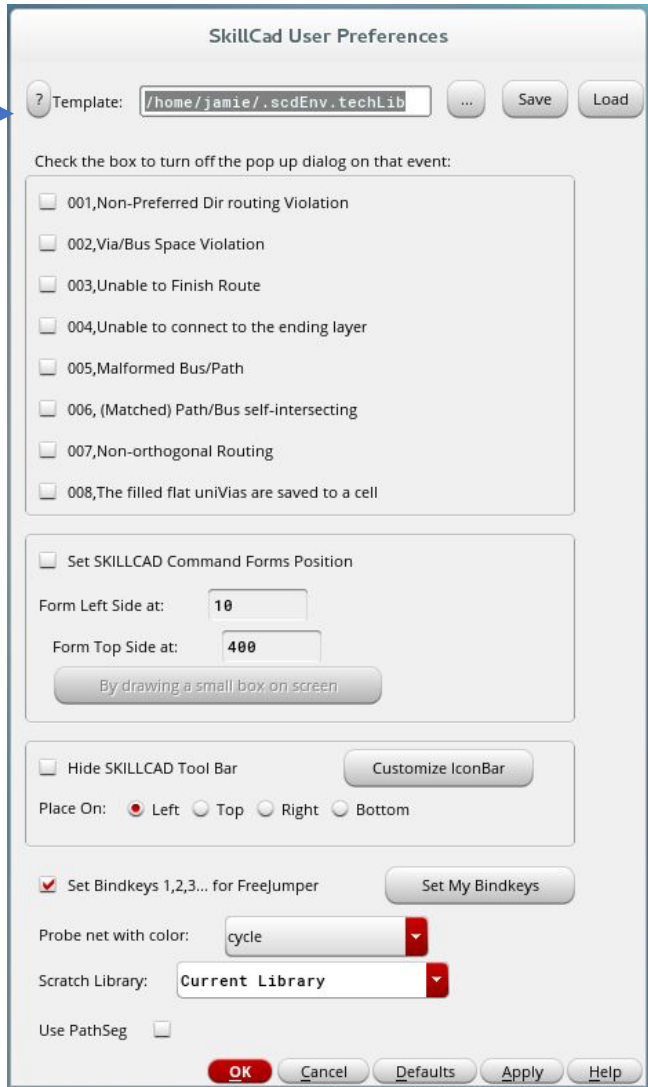 SkillCad User Preferences
? Template: /home/jamie/.scdEnv.techLib ... Save Load
Check the box to turn off the pop up dialog on that event:
001,Non-Preferred Dir routing Violation
002,Via/Bus Space Violation
003,Unable to Finish Route
004,Unable to connect to the ending layer
005,Malformed Bus/Path
006, (Matched) Path/Bus self-intersecting
007,Non-orthogonal Routing
008,The filled flat uniVias are saved to a cell
Set SKILLCAD Command Forms Position
Form Left Side at: 10
Form Top Side at: 400
By drawing a small box on screen
Hide SKILLCAD Tool Bar Customize IconBar
Place On: Left Top Right Bottom
Set Bindkeys 1,2,3... for FreeJumper Set My Bindkeys
Probe net with color: cycle
Scratch Library: Current Library
Use PathSeg
OK Cancel Defaults Apply Help